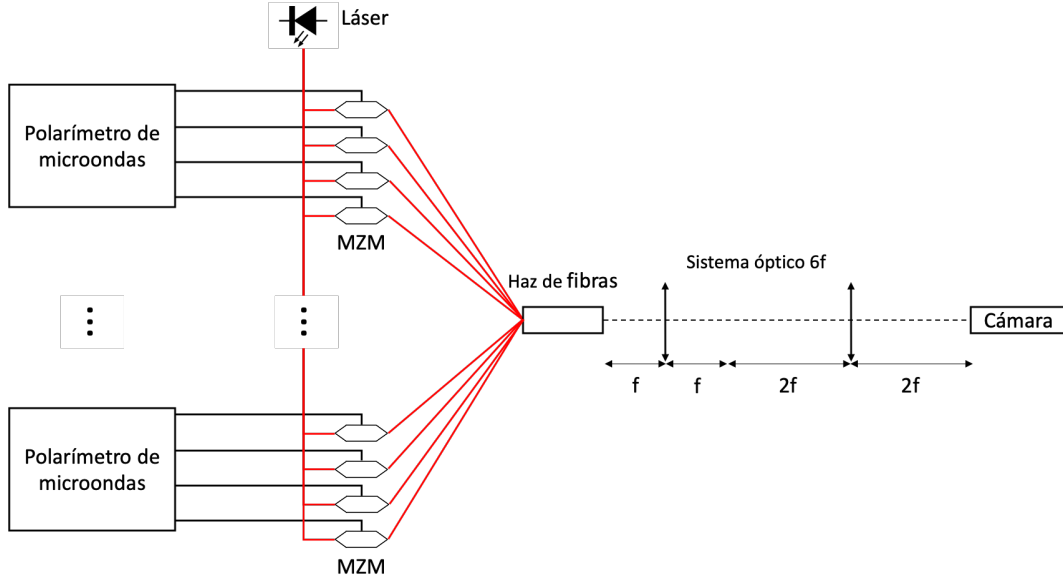 Láser
Polarímetro de
microondas
MZM
Haz de fibras
Sistema óptico 6f
Cámara
f
f
2f
2f
Polarímetro de
microondas
MZM